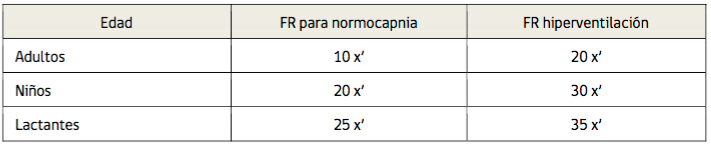 Edad FR para normocapnia FR hiperventilación
Adultos 10 x’ 20 x’
Niños 20 x’ 30 x’
Lactantes 25 x’ 35 x’